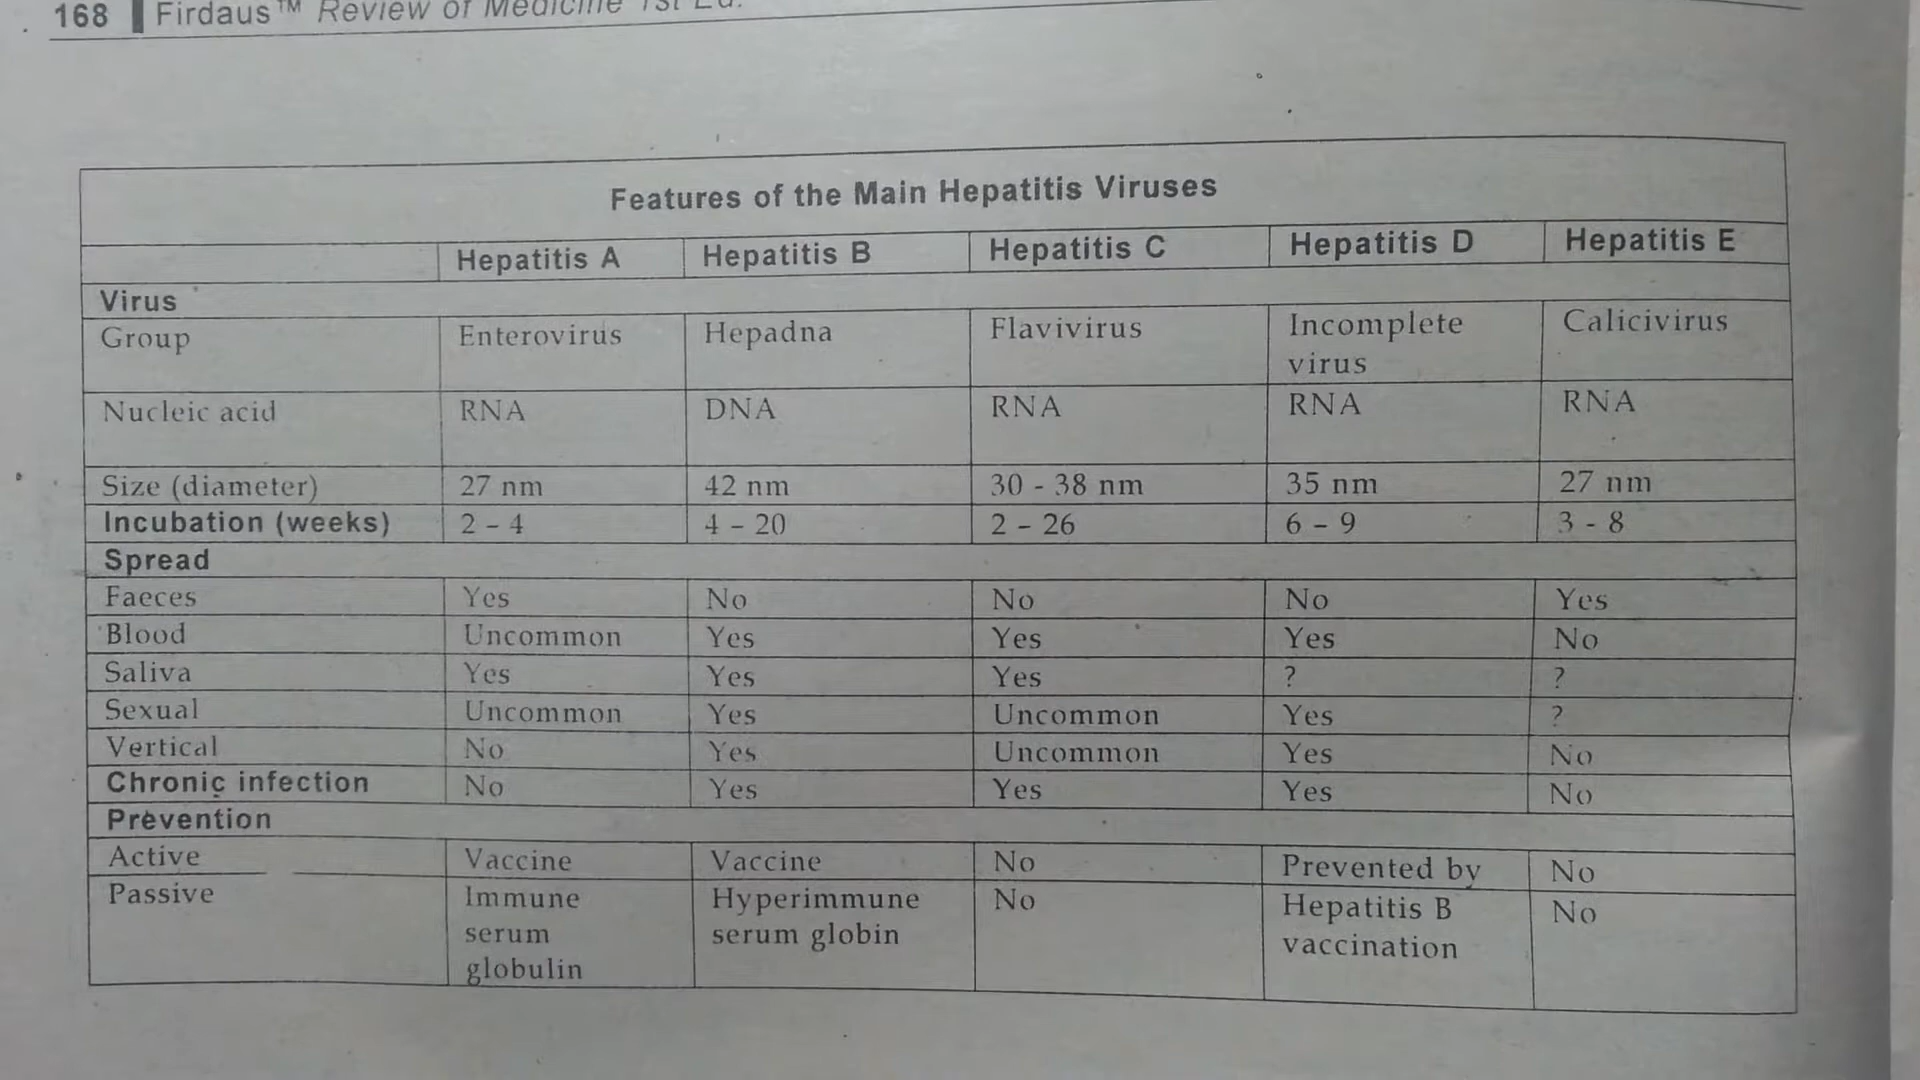 168 Firdaus™ Review of Medicine 1st Ed.
Features of the Main Hepatitis Viruses
Hepatitis A Hepatitis B Hepatitis C Hepatitis D Hepatitis E
Virus
Group Enterovirus Hepadna Flavivirus Incomplete virus Calicivirus
Nucleic acid RNA DNA RNA RNA RNA
Size (diameter) 27 nm 42 nm 30 - 38 nm 35 nm 27 nm
Incubation (weeks) 2 – 4 4 – 20 2 – 26 6 – 9 3 - 8
Spread
Faeces Yes No No No Yes
Blood Uncommon Yes Yes Yes No
Saliva Yes Yes Yes ? ?
Sexual Uncommon Yes Uncommon Yes ?
Vertical No Yes Uncommon Yes No
Chronic infection No Yes Yes Yes No
Prevention
Active Vaccine Vaccine No Prevented by No
Passive Immune Hyperimmune No Hepatitis B No
serum serum globin vaccination
globulin